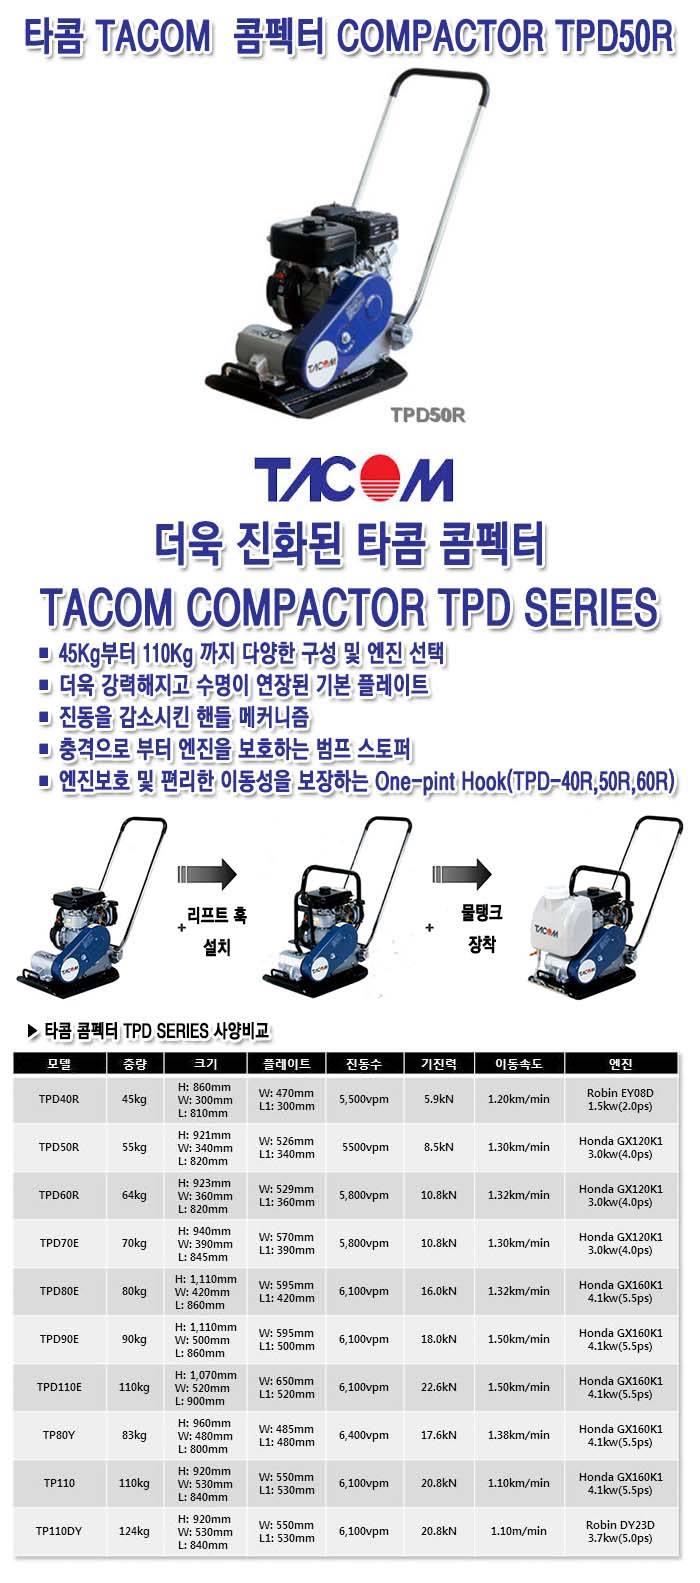 타콤 TACOM 콤펙터 COMPACTOR TPD50R
TACOM
TPD50R
TACOM
더욱 진화된 타콤 콤펙터
TACOM COMPACTOR TPD SERIES
■ 45Kg부터 110Kg 까지 다양한 구성 및 엔진 선택
■ 더욱 강력해지고 수명이 연장된 기본 플레이트
■ 진동을 감소시킨 핸들 메커니즘
■ 충격으로 부터 엔진을 보호하는 범프 스토퍼
■ 엔진보호 및 편리한 이동성을 보장하는 One-pint Hook(TPD-40R,50R,60R)
TACOM
+ 리프트 훅
설치
TACOM
+ 물탱크
장착
TACOM
TACOM
▶ 타콤 콤펙터 TPD SERIES 사양비교
모델 중량 크기 플레이트 진동수 기진력 이동속도 엔진
TPD40R 45kg H: 860mm W: 300mm L: 810mm W: 470mm L1: 300mm 5,500vpm 5.9kN 1.20km/min Robin EY08D 1.5kw(2.0ps)
TPD50R 55kg H: 921mm W: 340mm L: 820mm W: 526mm L1: 340mm 5500vpm 8.5kN 1.30km/min Honda GX120K1 3.0kw(4.0ps)
TPD60R 64kg H: 923mm W: 360mm L: 820mm W: 529mm L1: 360mm 5,800vpm 10.8kN 1.32km/min Honda GX120K1 3.0kw(4.0ps)
TPD70E 70kg H: 940mm W: 390mm L: 845mm W: 570mm L1: 390mm 5,800vpm 10.8kN 1.30km/min Honda GX120K1 3.0kw(4.0ps)
TPD80E 80kg H: 1,110mm W: 420mm L: 860mm W: 595mm L1: 420mm 6,100vpm 16.0kN 1.32km/min Honda GX160K1 4.1kw(5.5ps)
TPD90E 90kg H: 1,110mm W: 500mm L: 860mm W: 595mm L1: 500mm 6,100vpm 18.0kN 1.50km/min Honda GX160K1 4.1kw(5.5ps)
TPD110E 110kg H: 1,070mm W: 520mm L: 900mm W: 650mm L1: 520mm 6,100vpm 22.6kN 1.50km/min Honda GX160K1 4.1kw(5.5ps)
TP80Y 83kg H: 960mm W: 480mm L: 800mm W: 485mm L1: 480mm 6,400vpm 17.6kN 1.38km/min Honda GX160K1 4.1kw(5.5ps)
TP110 110kg H: 920mm W: 530mm L: 840mm W: 550mm L1: 530mm 6,100vpm 20.8kN 1.10km/min Honda GX160K1 4.1kw(5.5ps)
TP110DY 124kg H: 920mm W: 530mm L: 840mm W: 550mm L1: 530mm 6,100vpm 20.8kN 1.10m/min Robin DY23D 3.7kw(5.0ps)